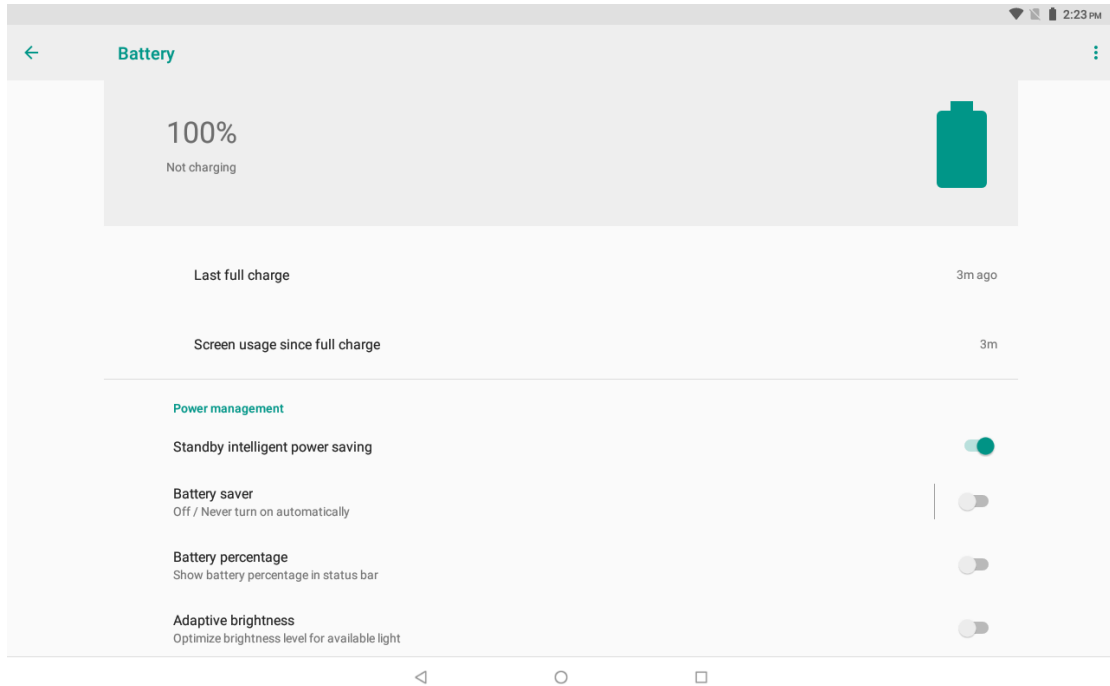 2:23 PM
Battery
100%
Not charging
Last full charge
3m ago
Screen usage since full charge
3m
Power management
Standby intelligent power saving
Battery saver
Off / Never turn on automatically
Battery percentage
Show battery percentage in status bar
Adaptive brightness
Optimize brightness level for available light